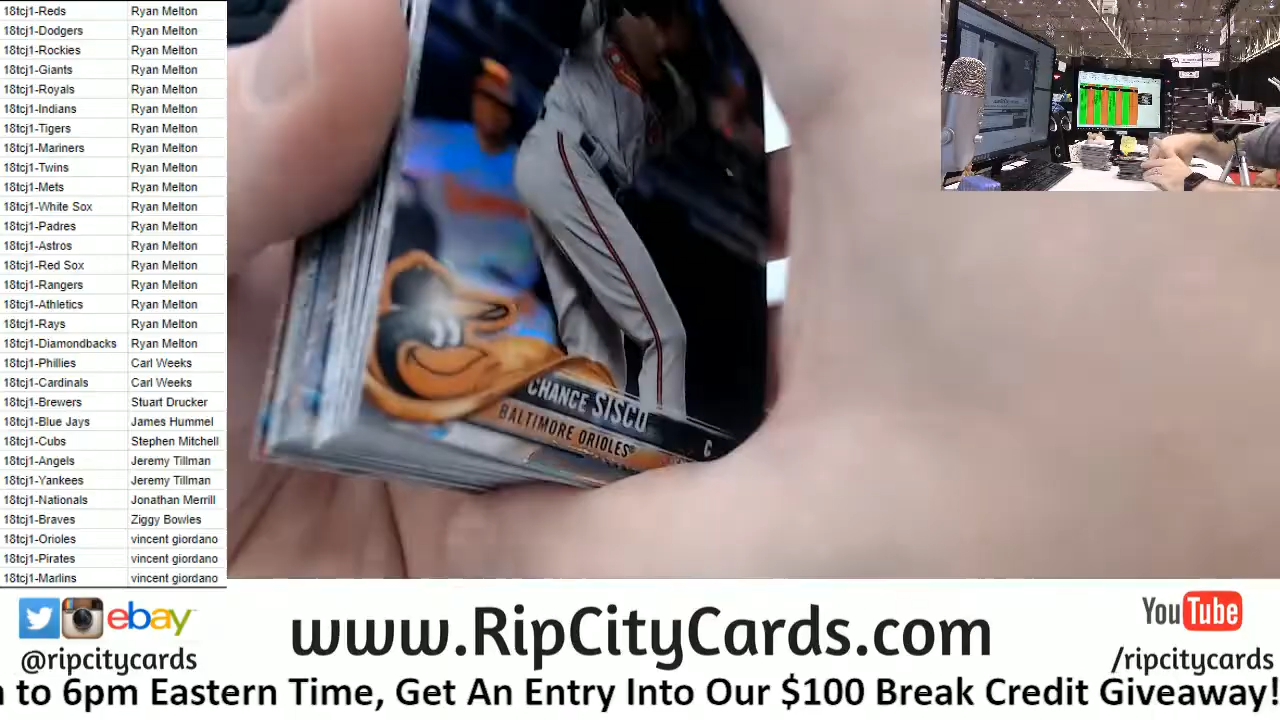 18tcj1-Reds Ryan Melton
18tcj1-Dodgers Ryan Melton
18tcj1-Rockies Ryan Melton
18tcj1-Giants Ryan Melton
18tcj1-Royals Ryan Melton
18tcj1-Indians Ryan Melton
18tcj1-Tigers Ryan Melton
18tcj1-Mariners Ryan Melton
18tcj1-Twins Ryan Melton
18tcj1-Mets Ryan Melton
18tcj1-White Sox Ryan Melton
18tcj1-Padres Ryan Melton
18tcj1-Astros Ryan Melton
18tcj1-Red Sox Ryan Melton
18tcj1-Rangers Ryan Melton
18tcj1-Athletics Ryan Melton
18tcj1-Rays Ryan Melton
18tcj1-Diamondbacks Ryan Melton
18tcj1-Phillies Carl Weeks
18tcj1-Cardinals Carl Weeks
18tcj1-Brewers Stuart Drucker
18tcj1-Blue Jays James Hummel
18tcj1-Cubs Stephen Mitchell
18tcj1-Angels Jeremy Tillman
18tcj1-Yankees Jeremy Tillman
18tcj1-Nationals Jonathan Merrill
18tcj1-Braves Ziggy Bowles
18tcj1-Orioles vincent giordano
18tcj1-Pirates vincent giordano
18tcj1-Marlins vincent giordano
CHANCE SISCO
BALTIMORE ORIOLES® C
ebay™
@ripcitycards
www.RipCityCards.com
YouTube
/ripcitycards
to 6pm Eastern Time, Get An Entry Into Our $100 Break Credit Giveaway!